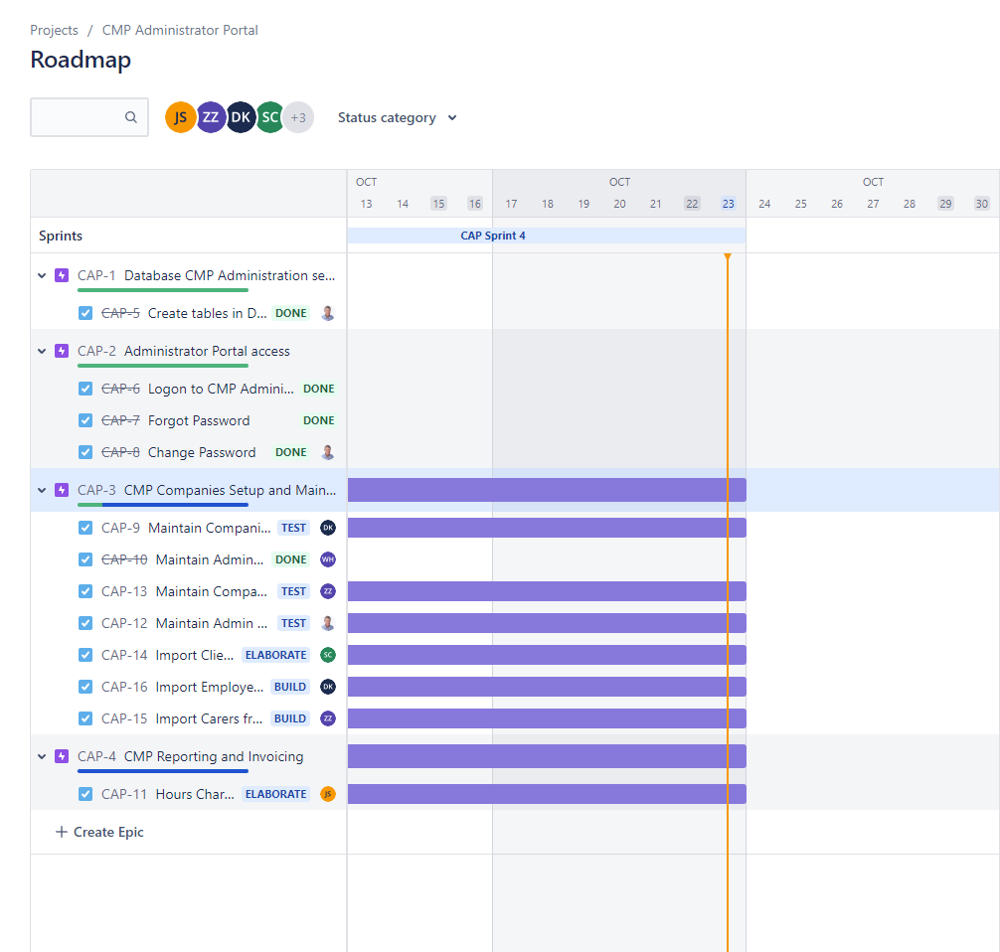 Projects / CMP Administrator Portal
Roadmap
JS ZZ DK SC +3 Status category
OCT OCT OCT
13 14 15 16 17 18 19 20 21 22 23 24 25 26 27 28 29 30
Sprints CAP Sprint 4
CAP-1 Database CMP Administration se...
CAP-5 Create tables in D... DONE
CAP-2 Administrator Portal access
CAP-6 Logon to CMP Admini... DONE
CAP-7 Forgot Password DONE
CAP-8 Change Password DONE
CAP-3 CMP Companies Setup and Main...
CAP-9 Maintain Compani... TEST DK
CAP-10 Maintain Admin... DONE WH
CAP-13 Maintain Compa... TEST ZZ
CAP-12 Maintain Admin ... TEST
CAP-14 Import Clie... ELABORATE SC
CAP-16 Import Employe... BUILD DK
CAP-15 Import Carers fr... BUILD ZZ
CAP-4 CMP Reporting and Invoicing
CAP-11 Hours Char... ELABORATE JS
+ Create Epic